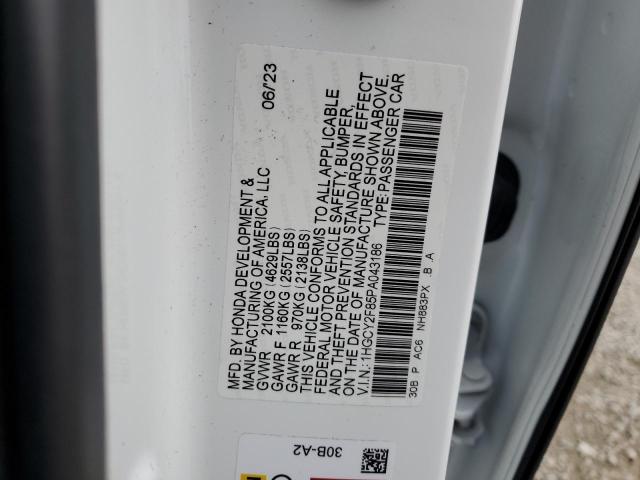 MFD. BY HONDA DEVELOPMENT &
MANUFACTURING OF AMERICA, LLC 06/23
GVWR 2100KG (4629LBS)
GAWR F 1160KG (2557LBS)
GAWR R 970KG (2138LBS)
THIS VEHICLE CONFORMS TO ALL APPLICABLE
FEDERAL MOTOR VEHICLE SAFETY, BUMPER,
AND THEFT PREVENTION STANDARDS IN EFFECT
ON THE DATE OF MANUFACTURE SHOWN ABOVE.
V.I.N.: 1HGCY2F85PA043186 TYPE: PASSENGER CAR
30B P AC6 NH883PX .B .A
30B-A2